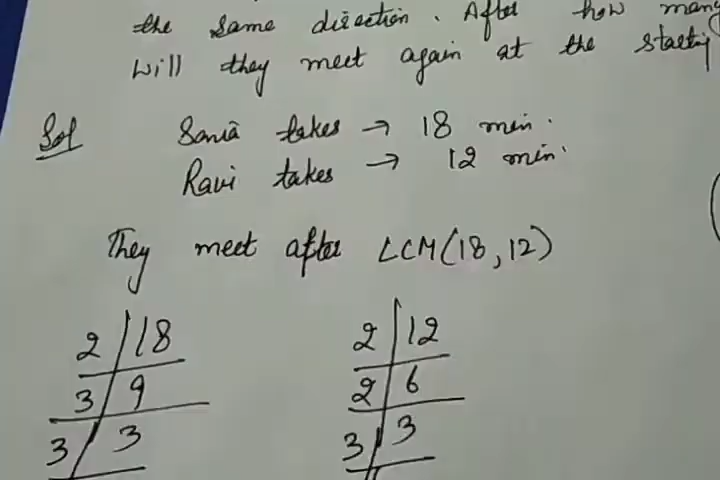 the same direction. After how many
will they meet again at the
Sol
Sania takes → 18 min.
Ravi takes → 12 min.
They meet after LCM(18,12)
2 | 18 2 | 12
3 | 9 2 | 6
3 | 3 3 | 3